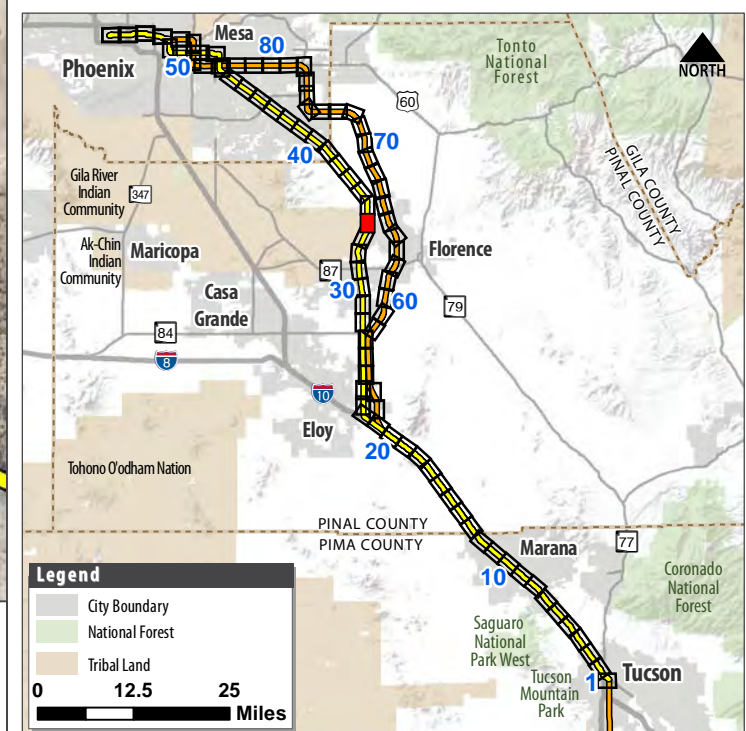 Mesa
80
Phoenix
50
Tonto
National
Forest
NORTH
60
70
40
GILA COUNTY
PINAL COUNTY
Gila River
Indian
Community
347
Ak-Chin
Indian
Community
Maricopa
Florence
87
30
Casa
Grande
60
79
84
8
10
Eloy
20
Tohono O'odham Nation
PINAL COUNTY
PIMA COUNTY
Marana
77
10
Coronado
National
Forest
Saguaro
National
Park West
Tucson
Mountain
Park
1
Tucson
Legend
City Boundary
National Forest
Tribal Land
0 12.5 25
Miles